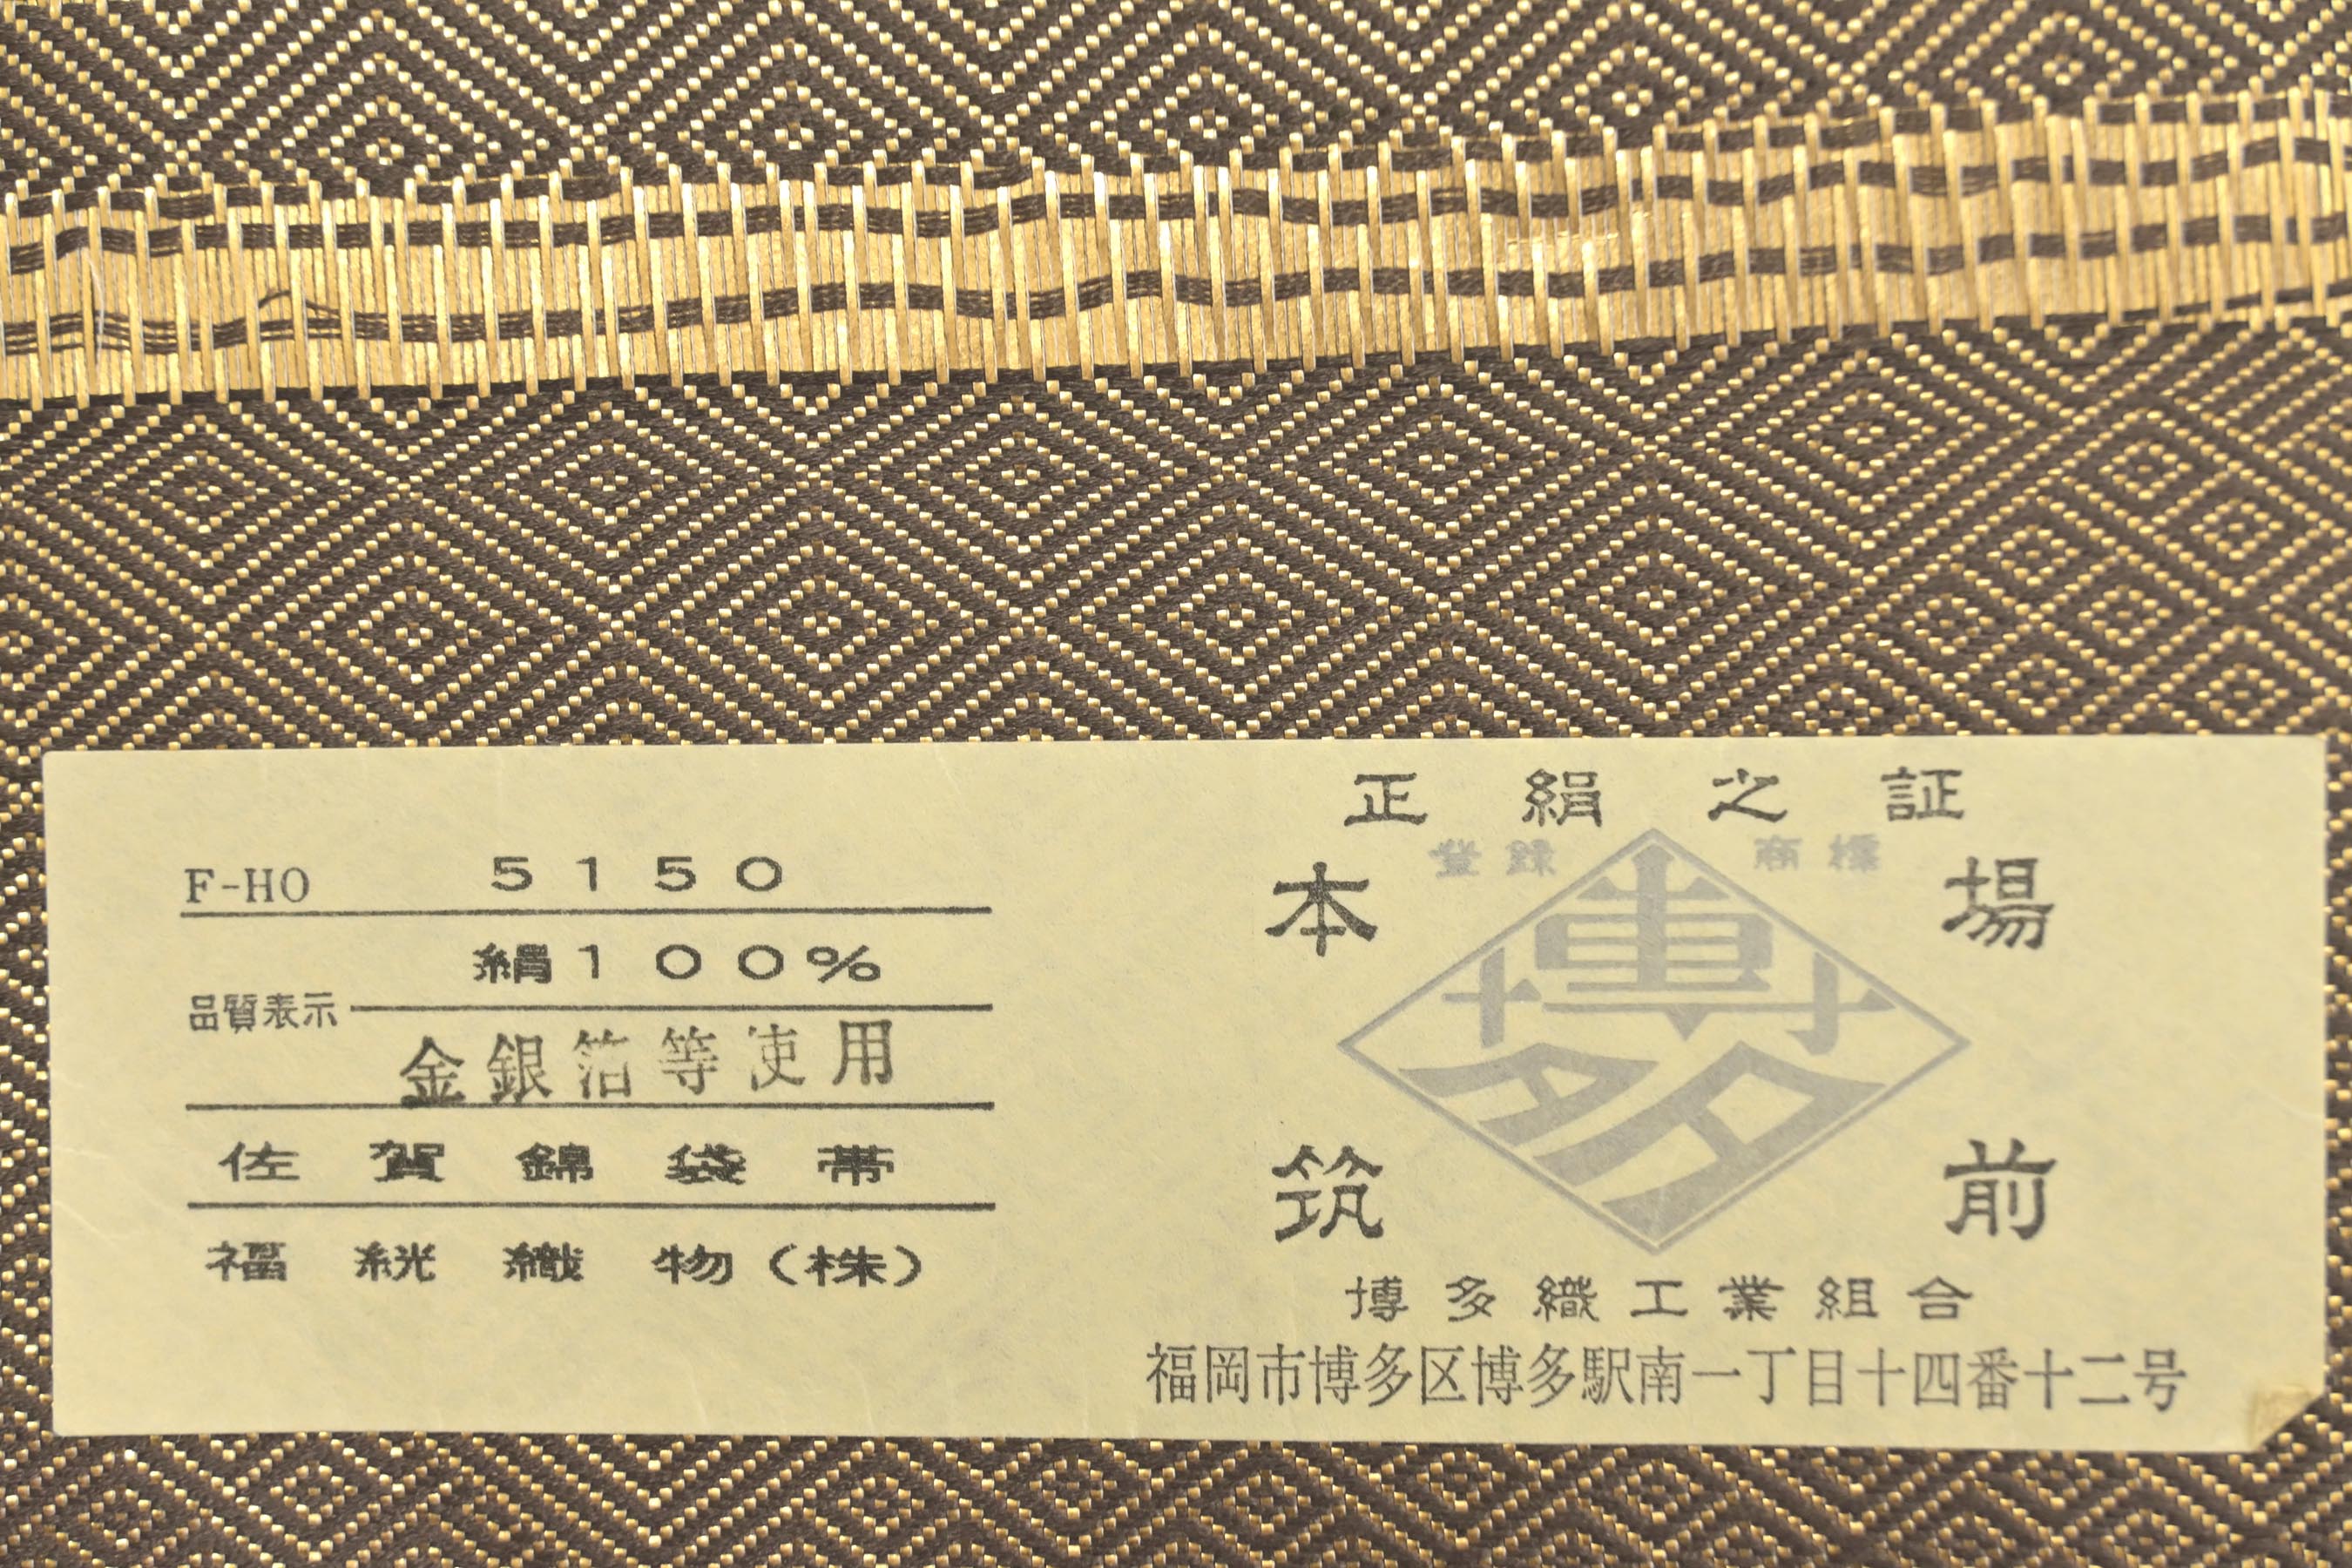 F-HO 5150
絹100%
品質表示
金銀箔等使用
佐賀錦袋帯
福絖織物(株)
正絹之証
登録 商標
本場
博多
筑前
博多織工業組合
福岡市博多区博多駅南一丁目十四番十二号